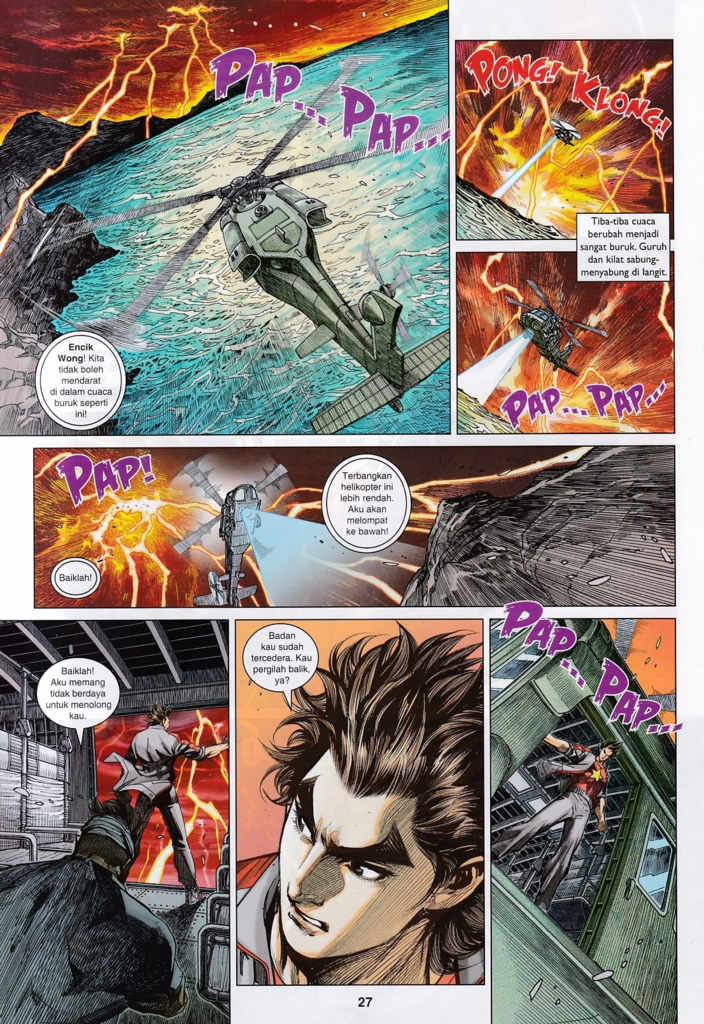 PAP... PAP...
Encik
Wong! Kita
tidak boleh
mendarat
di dalam cuaca
buruk seperti
ini!
PONG! KLONG!
Tiba-tiba cuaca
berubah menjadi
sangat buruk. Guruh
dan kilat sabung-
menyabung di langit.
PAP... PAP...
PAP!
Terbangkan
helikopter ini
lebih rendah.
Aku akan
melompat
ke bawah!
Baiklah!
Baiklah!
Aku memang
tidak berdaya
untuk menolong
kau.
Badan
kau sudah
tercedera. Kau
pergilah balik,
ya?
PAP... PAP...
27